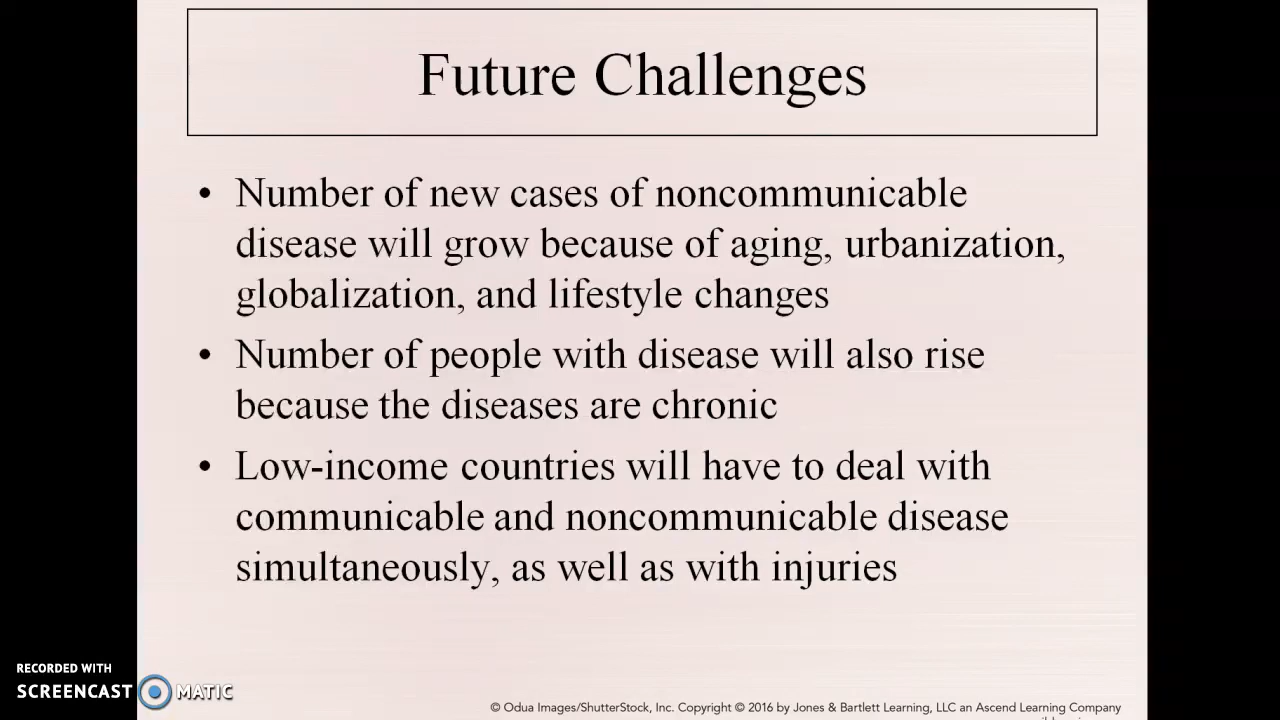 Future Challenges
• Number of new cases of noncommunicable
disease will grow because of aging, urbanization,
globalization, and lifestyle changes
• Number of people with disease will also rise
because the diseases are chronic
• Low-income countries will have to deal with
communicable and noncommunicable disease
simultaneously, as well as with injuries
RECORDED WITH
SCREENCAST MATIC
© Odua Images/ShutterStock, Inc. Copyright © 2016 by Jones & Bartlett Learning, LLC an Ascend Learning Company